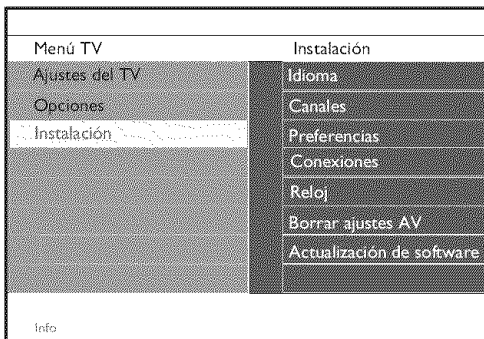 Menú TV
Instalación
Ajustes del TV
Opciones
Instalación
Idioma
Canales
Preferencias
Conexiones
Reloj
Borrar ajustes AV
Actualización de software
Info